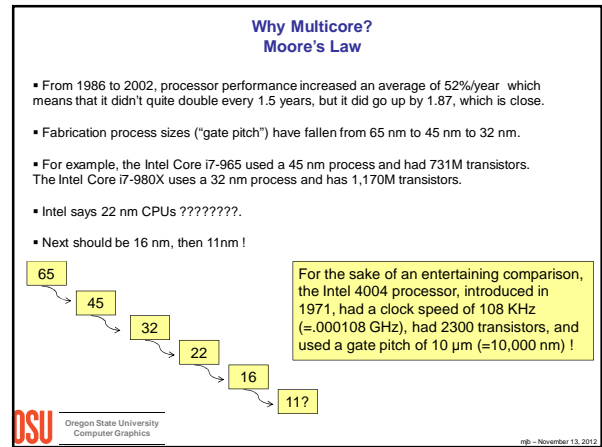 Why Multicore?
Moore's Law
▪ From 1986 to 2002, processor performance increased an average of 52%/year which
means that it didn't quite double every 1.5 years, but it did go up by 1.87, which is close.
▪ Fabrication process sizes ("gate pitch") have fallen from 65 nm to 45 nm to 32 nm.
▪ For example, the Intel Core i7-965 used a 45 nm process and had 731M transistors.
The Intel Core i7-980X uses a 32 nm process and has 1,170M transistors.
▪ Intel says 22 nm CPUs ????????.
▪ Next should be 16 nm, then 11nm !
65
45
32
22
16
11?
For the sake of an entertaining comparison,
the Intel 4004 processor, introduced in
1971, had a clock speed of 108 KHz
(=.000108 GHz), had 2300 transistors, and
used a gate pitch of 10 μm (=10,000 nm) !
OSU
Oregon State University
Computer Graphics
mjb – November 13, 2012